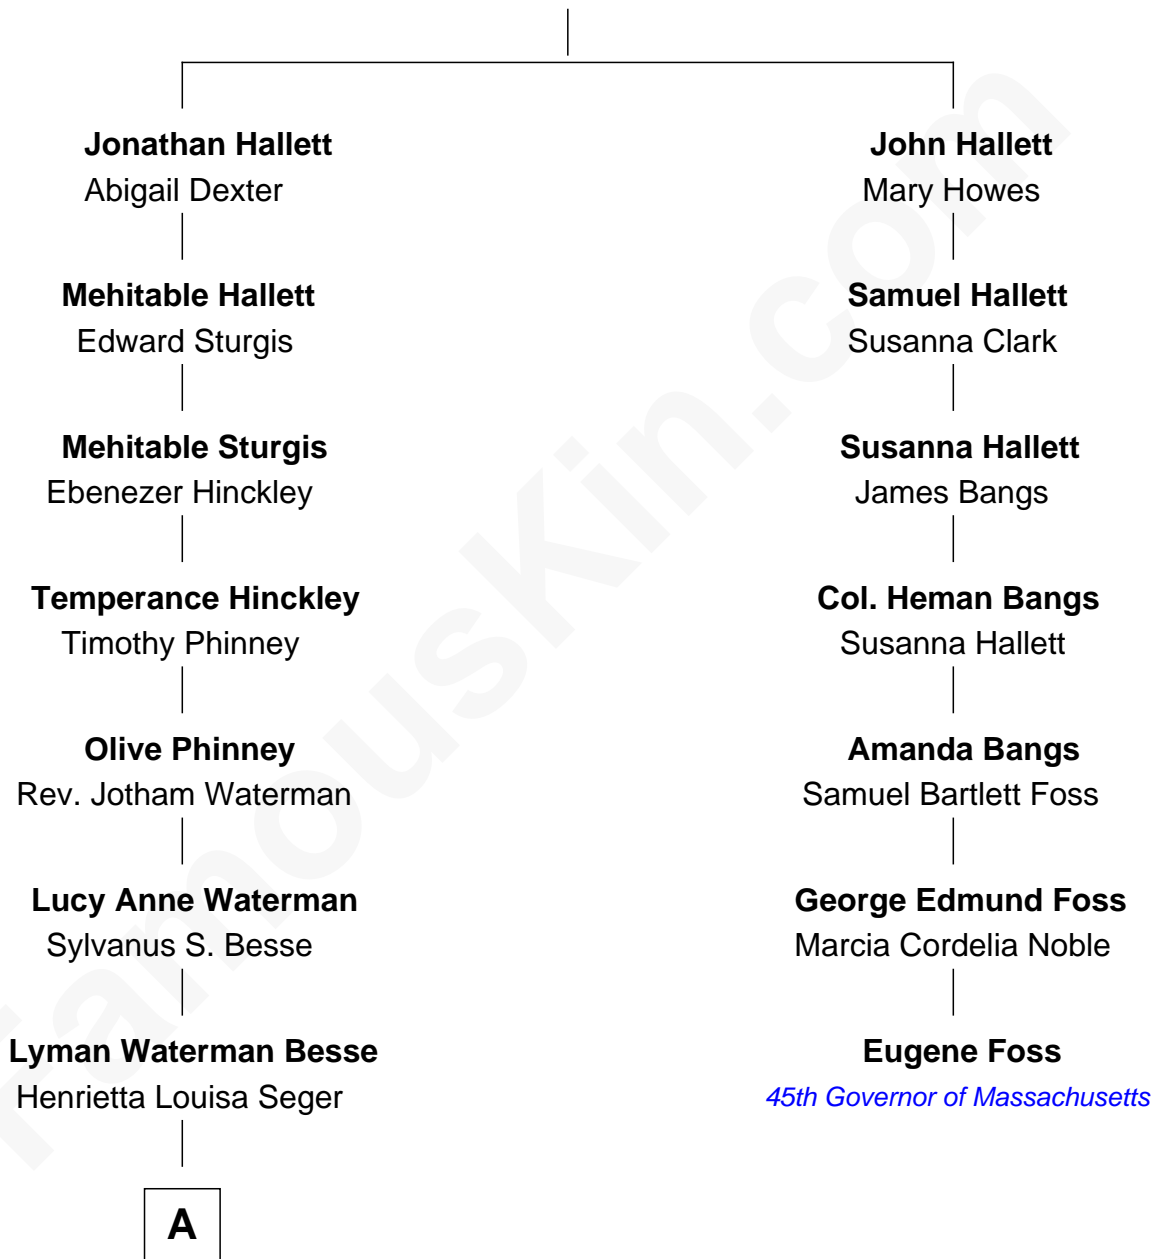 Jonathan Hallett
Abigail Dexter
Mehitable Hallett
Edward Sturgis
Mehitable Sturgis
Ebenezer Hinckley
Temperance Hinckley
Timothy Phinney
Olive Phinney
Rev. Jotham Waterman
Lucy Anne Waterman
Sylvanus S. Besse
Lyman Waterman Besse
Henrietta Louisa Seger
A
John Hallett
Mary Howes
Samuel Hallett
Susanna Clark
Susanna Hallett
James Bangs
Col. Heman Bangs
Susanna Hallett
Amanda Bangs
Samuel Bartlett Foss
George Edmund Foss
Marcia Cordelia Noble
Eugene Foss
45th Governor of Massachusetts
FamousKin.com